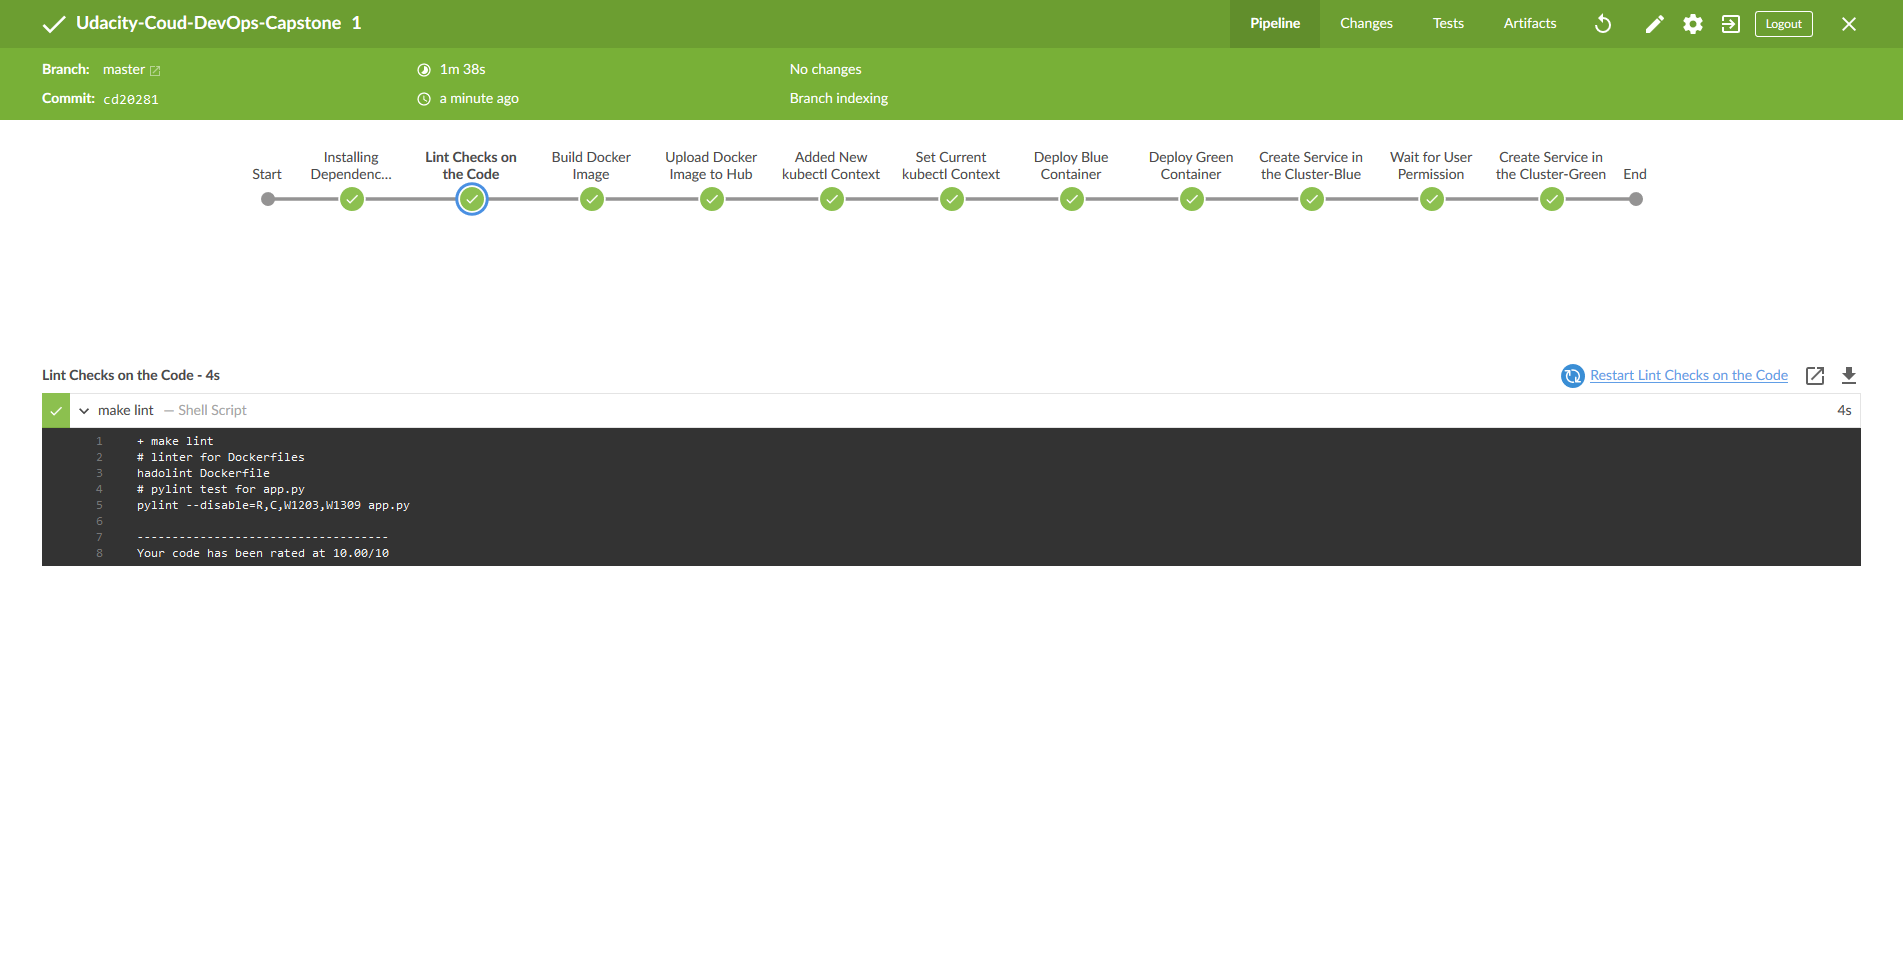 Udacity-Coud-DevOps-Capstone 1
Pipeline Changes Tests Artifacts Logout
Branch: master 1m 38s No changes
Commit: cd20281 a minute ago Branch indexing
Start
Installing Dependenc...
Lint Checks on the Code
Build Docker Image
Upload Docker Image to Hub
Added New kubectl Context
Set Current kubectl Context
Deploy Blue Container
Deploy Green Container
Create Service in the Cluster-Blue
Wait for User Permission
Create Service in the Cluster-Green
End
Lint Checks on the Code - 4s Restart Lint Checks on the Code
make lint — Shell Script 4s
1 + make lint
2 # linter for Dockerfiles
3 hadolint Dockerfile
4 # pylint test for app.py
5 pylint --disable=R,C,W1203,W1309 app.py
6
7 ------------------------------------
8 Your code has been rated at 10.00/10